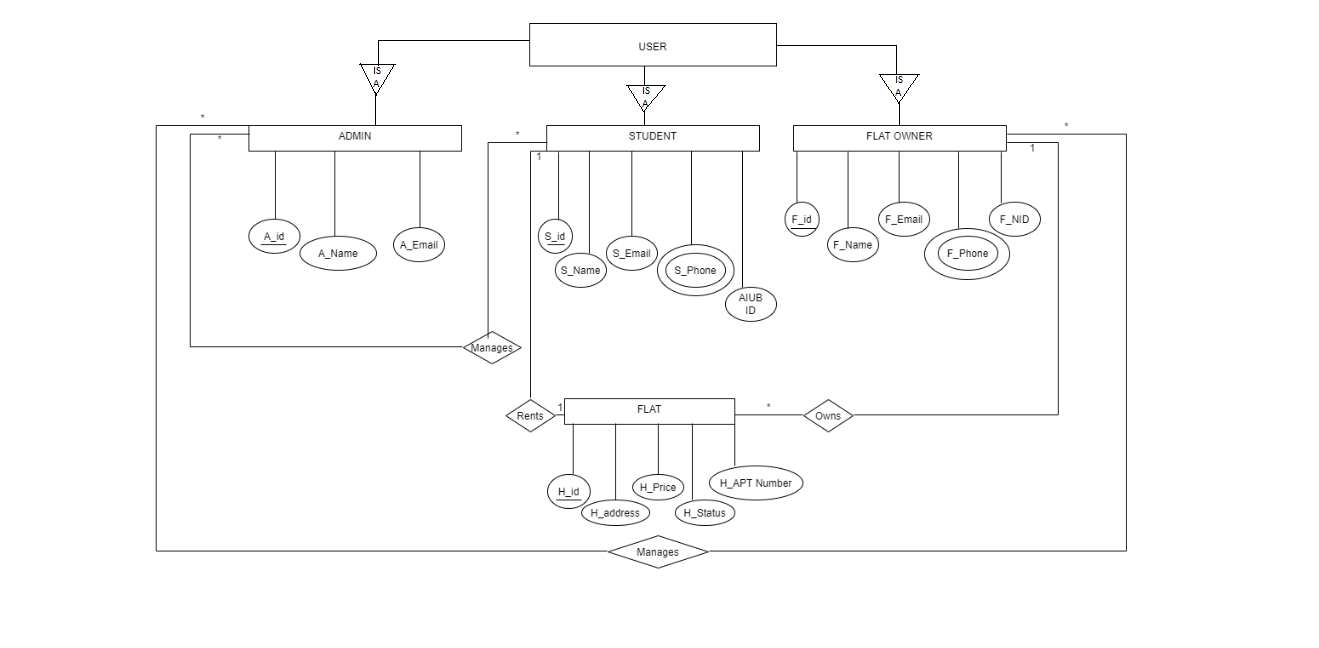 USER
IS
A
IS
A
IS
A
*
*
ADMIN
*
1
STUDENT
FLAT OWNER
*
1
A_id
A_Name
A_Email
S_id
S_Name
S_Email
S_Phone
AIUB
ID
F_id
F_Name
F_Email
F_Phone
F_NID
Manages
Rents
1
FLAT
*
Owns
H_id
H_address
H_Price
H_Status
H_APT Number
Manages